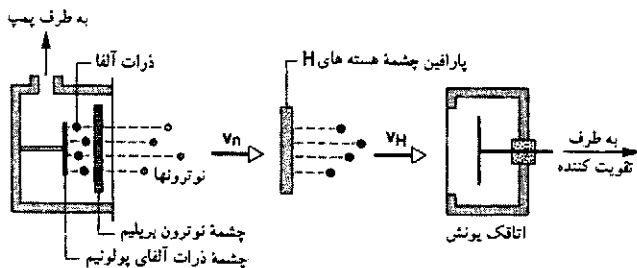 به طرف پمپ
ذرات آلفا
پارافین چشمهٔ هسته های H
vn
vH
نوترونها
به طرف
تقویت کننده
اتاقک یونش
چشمهٔ نوترون بریلیم
چشمهٔ ذرات آلفای پولونیم